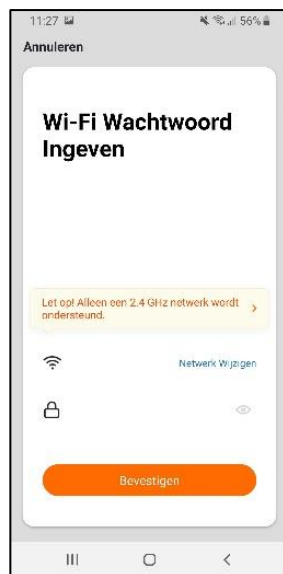 11:27 56%
Annuleren
Wi-Fi Wachtwoord
Ingeven
Let op! Alleen een 2.4 GHz netwerk wordt
ondersteund.
Netwerk Wijzigen
Bevestigen